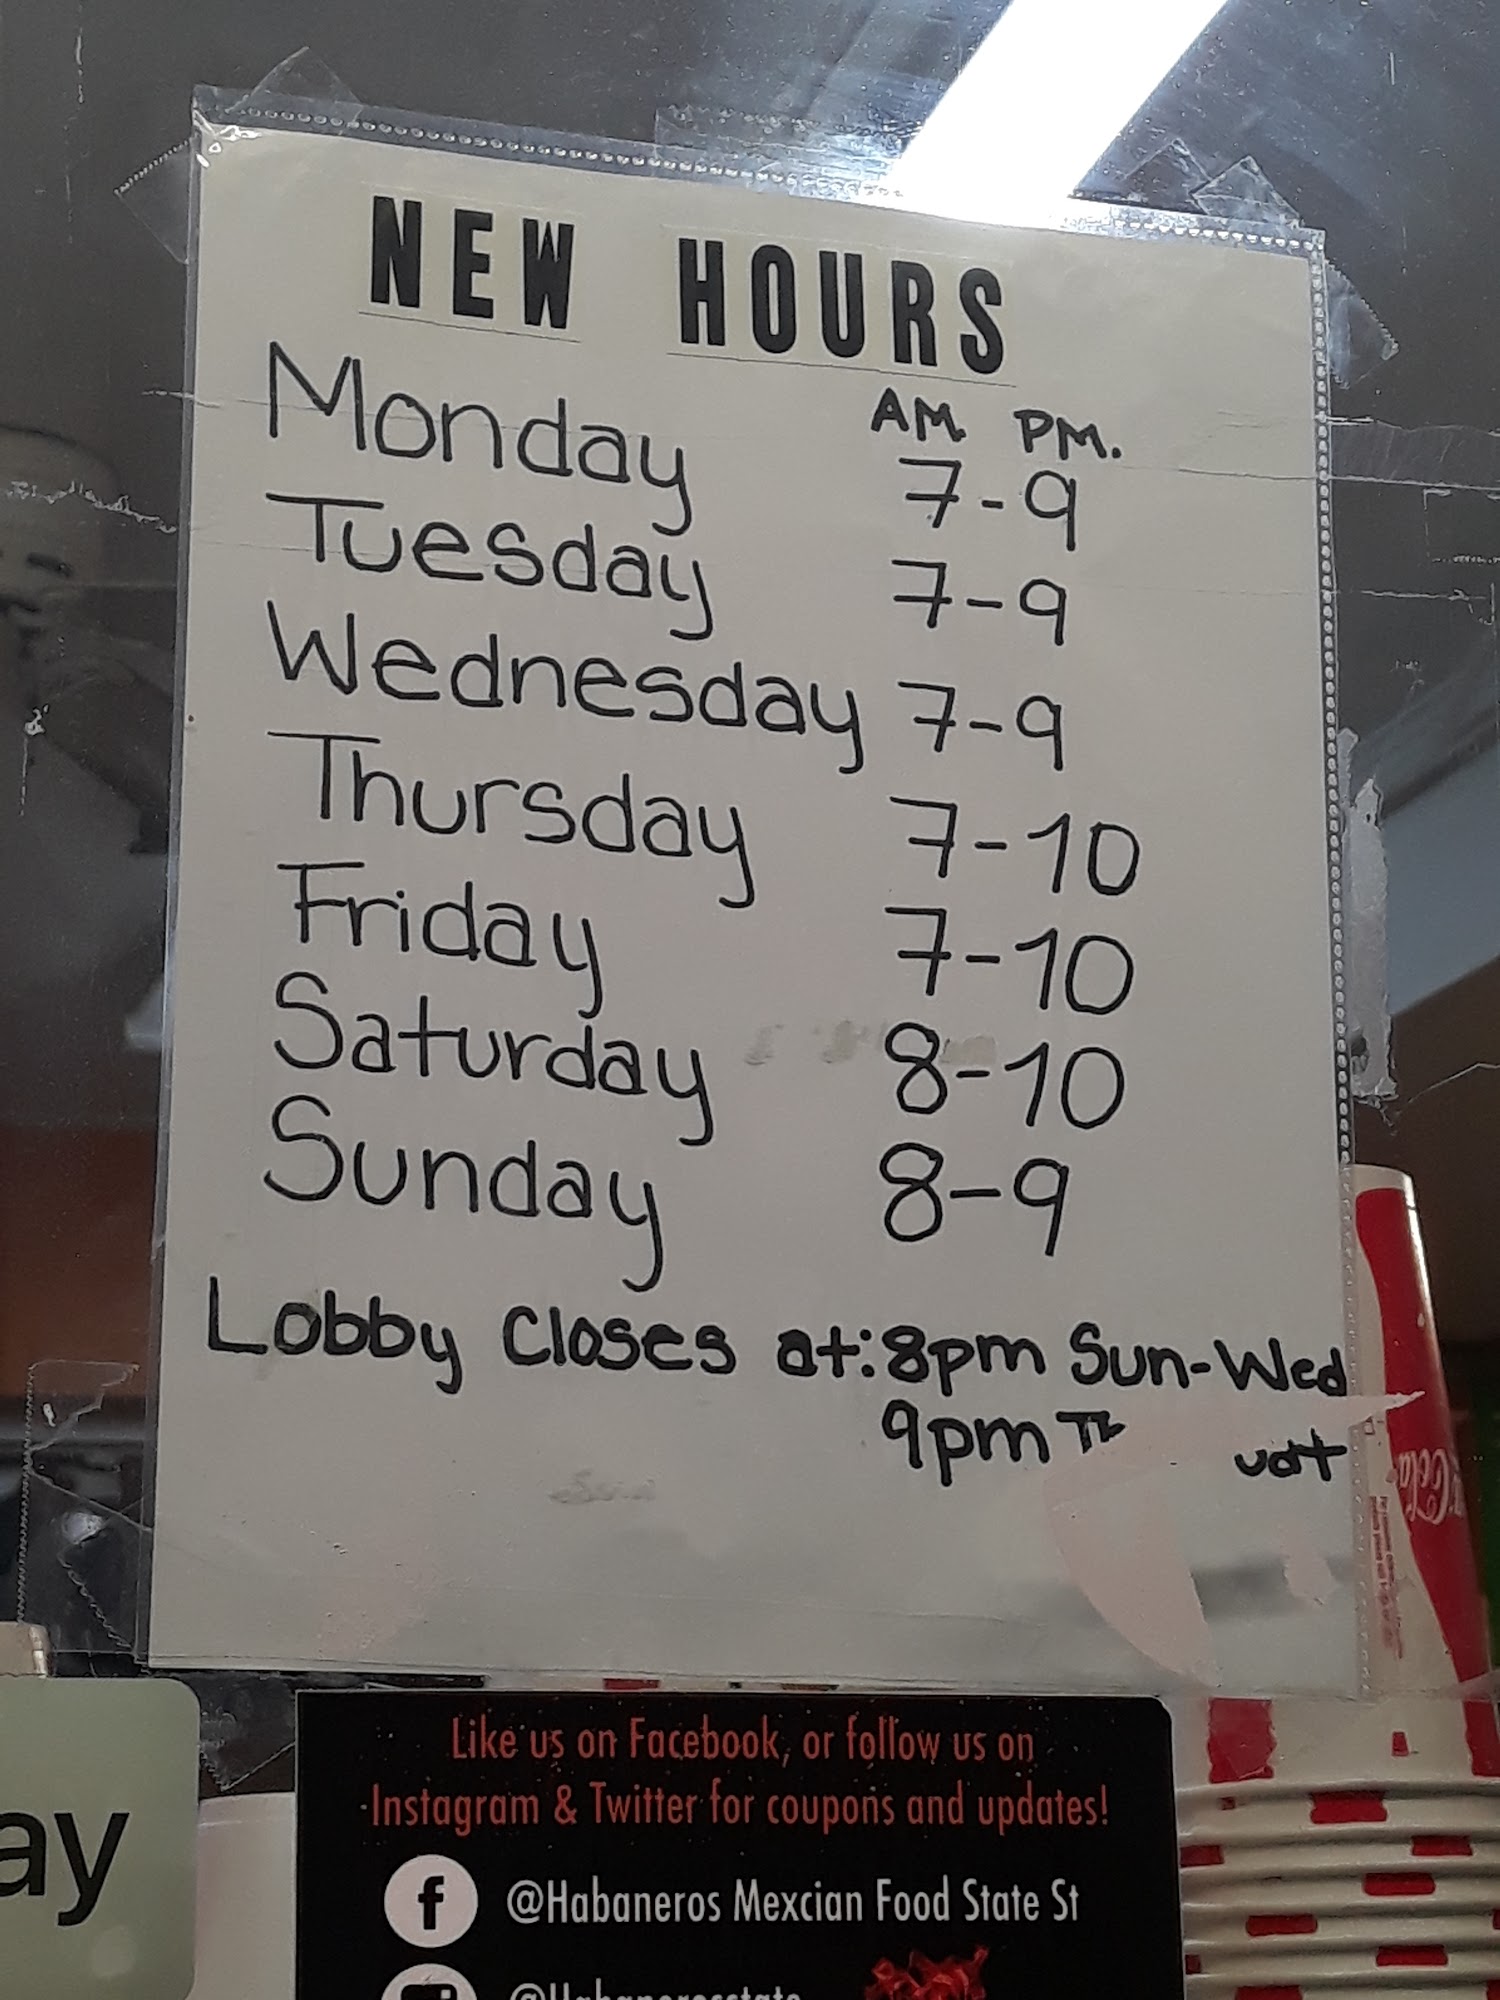 NEW HOURS
AM. PM.
Monday 7-9
Tuesday 7-9
Wednesday 7-9
Thursday 7-10
Friday 7-10
Saturday 8-10
Sunday 8-9
Lobby Closes at: 8pm Sun-Wed
9pm
Like us on Facebook, or follow us on
Instagram & Twitter for coupons and updates!
@Habaneros Mexcian Food State St
@Habanerosstate
ay
Cola